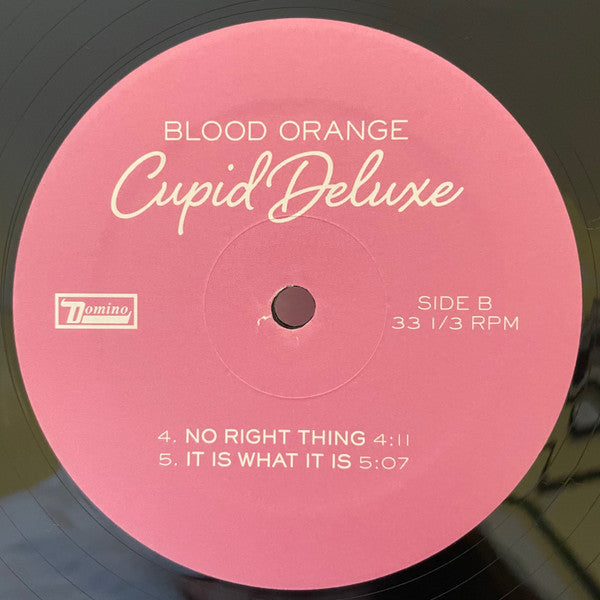 BLOOD ORANGE
Cupid Deluxe
Domino
SIDE B
33 1/3 RPM
4. NO RIGHT THING 4:11
5. IT IS WHAT IT IS 5:07